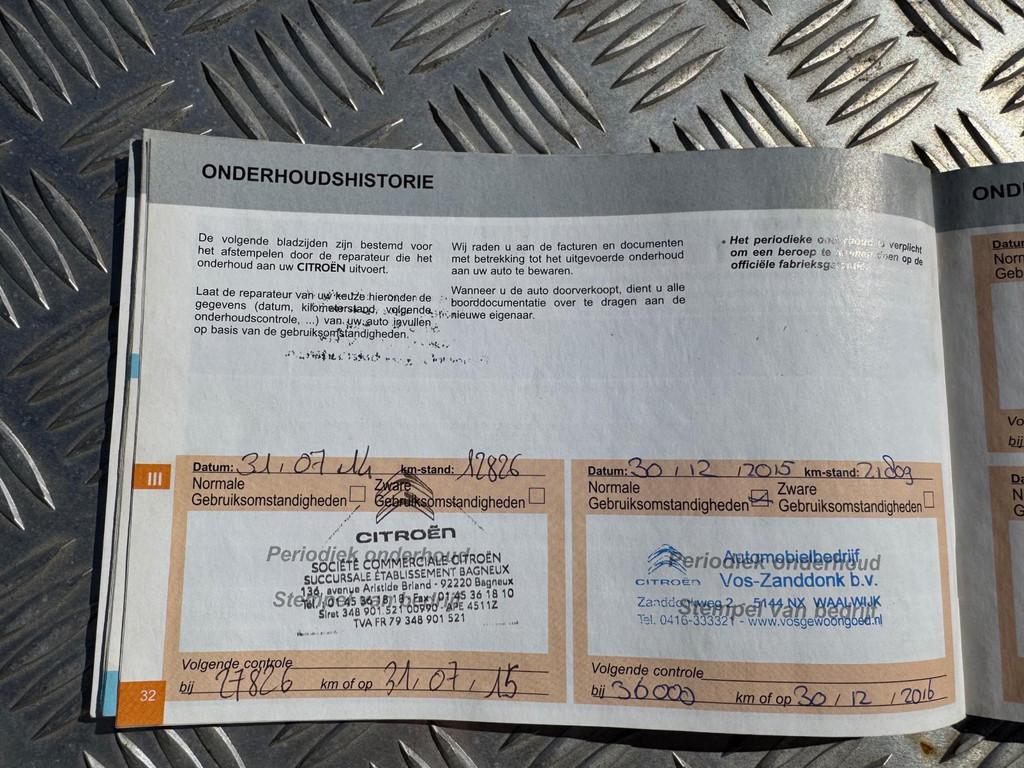 ONDERHOUDSHISTORIE
De volgende bladzijden zijn bestemd voor
het afstempelen door de reparateur die het
onderhoud aan uw CITROËN uitvoert.
Laat de reparateur van uw keuze hieronder de
gegevens (datum, kilometerstand, volgende
onderhoudscontrole, ...) van uw auto invullen
op basis van de gebruiksomstandigheden.
Wij raden u aan de facturen en documenten
met betrekking tot het uitgevoerde onderhoud
aan uw auto te bewaren.
Wanneer u de auto doorverkoopt, dient u alle
boorddocumentatie over te dragen aan de
nieuwe eigenaar.
• Het periodieke onderhoud is verplicht
om een beroep te kunnen doen op de
officiële fabrieksgarantie.
III
Datum: 31.07.14 km-stand: 12826
Normale
Gebruiksomstandigheden
Zware
Gebruiksomstandigheden
CITROËN
Periodiek onderhoud
SOCIÉTÉ COMMERCIALE CITROËN
SUCCURSALE ÉTABLISSEMENT BAGNEUX
136, avenue Aristide Briand - 92220 Bagneux
Stempel van bedrijf
Tél. 01 45 36 18 18 - Fax 01 45 36 18 10
Siret 348 901 521 00990 - APE 4511Z
TVA FR 79 348 901 521
Volgende controle
bij 27826 km of op 31.07.15
Datum: 30 / 12 / 2015 km-stand:
Normale
Gebruiksomstandigheden
Zware
Gebruiksomstandigheden
Periodiek onderhoud
CITROËN
Automobielbedrijf
Vos-Zanddonk b.v.
Stempel van bedrijf
Zanddonkweg 2 - 5144 NX WAALWIJK
Tel. 0416-333321 - www.vosgewoongoed.nl
Volgende controle
bij 36000 km of op 30 / 12 / 2016
32
OND
Datu
Norm
Geb
Vo
bij
Da
N
G